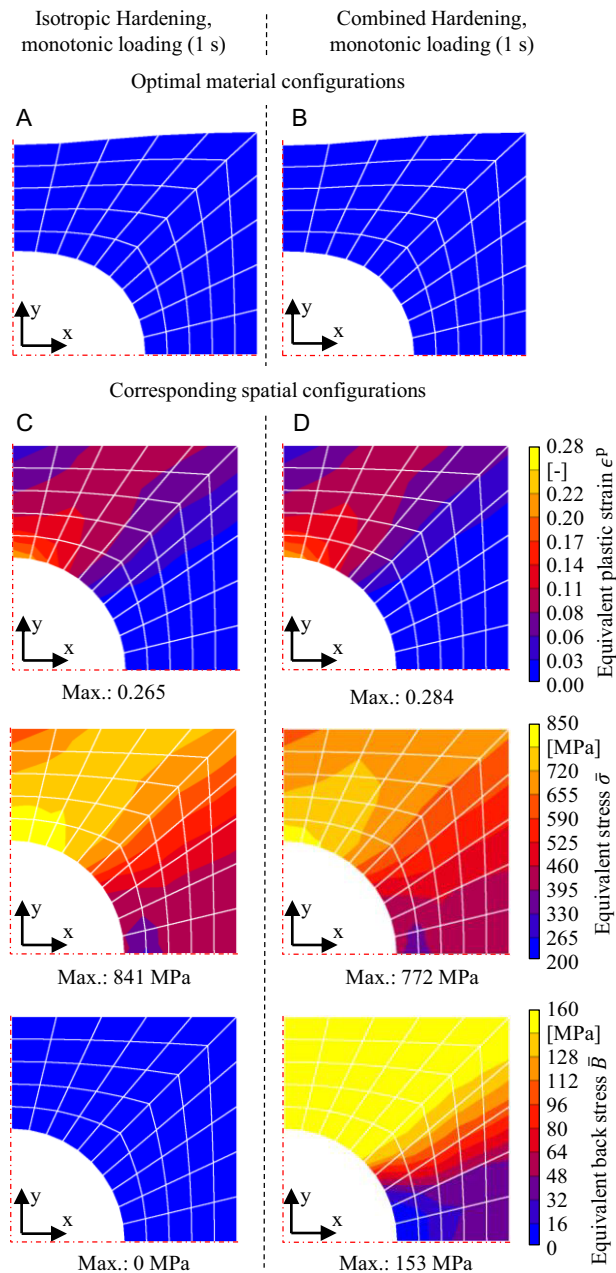 Isotropic Hardening,
monotonic loading (1 s)
Combined Hardening,
monotonic loading (1 s)
Optimal material configurations
A
B
y
x
y
x
Corresponding spatial configurations
C
D
y
x
Max.: 0.265
y
x
Max.: 0.284
0.28
[-]
0.22
0.20
0.17
0.14
0.11
0.08
0.06
0.03
0.00
Equivalent plastic strain ϵᵖ
y
x
Max.: 841 MPa
y
x
Max.: 772 MPa
850
[MPa]
720
655
590
525
460
395
330
265
200
Equivalent stress σ̄
y
x
Max.: 0 MPa
y
x
Max.: 153 MPa
160
[MPa]
128
112
96
80
64
48
32
16
0
Equivalent back stress B̄